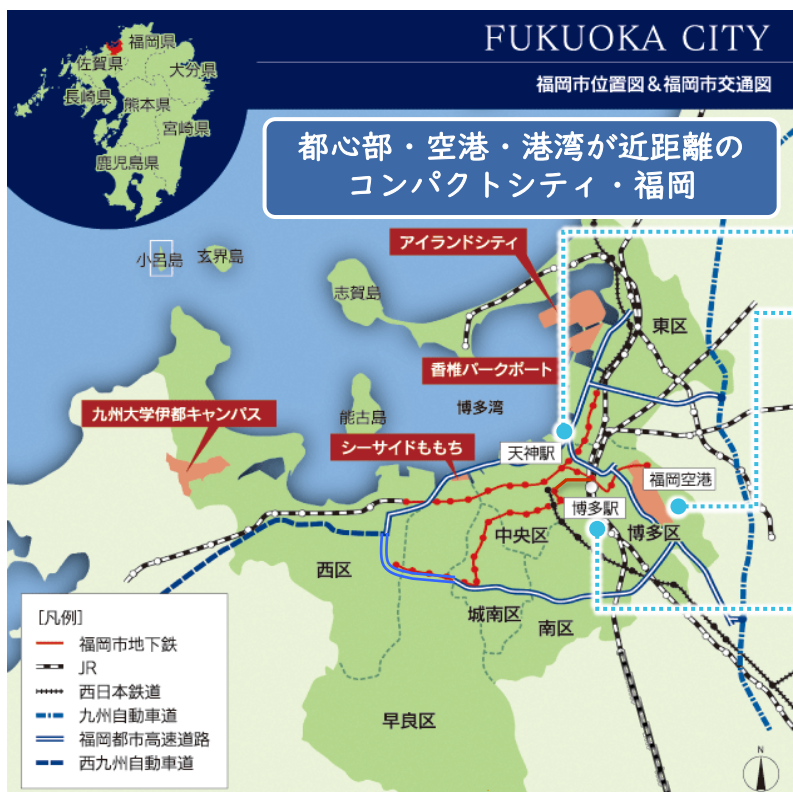 FUKUOKA CITY
福岡市位置図&福岡市交通図
福岡県
佐賀県
大分県
長崎県
熊本県
宮崎県
鹿児島県
都心部・空港・港湾が近距離の
コンパクトシティ・福岡
アイランドシティ
小呂島
玄界島
志賀島
東区
香椎パークポート
九州大学伊都キャンパス
能古島
博多湾
シーサイドももち
天神駅
福岡空港
博多駅
中央区
博多区
西区
城南区
南区
早良区
[凡例]
福岡市地下鉄
JR
西日本鉄道
九州自動車道
福岡都市高速道路
西九州自動車道
N